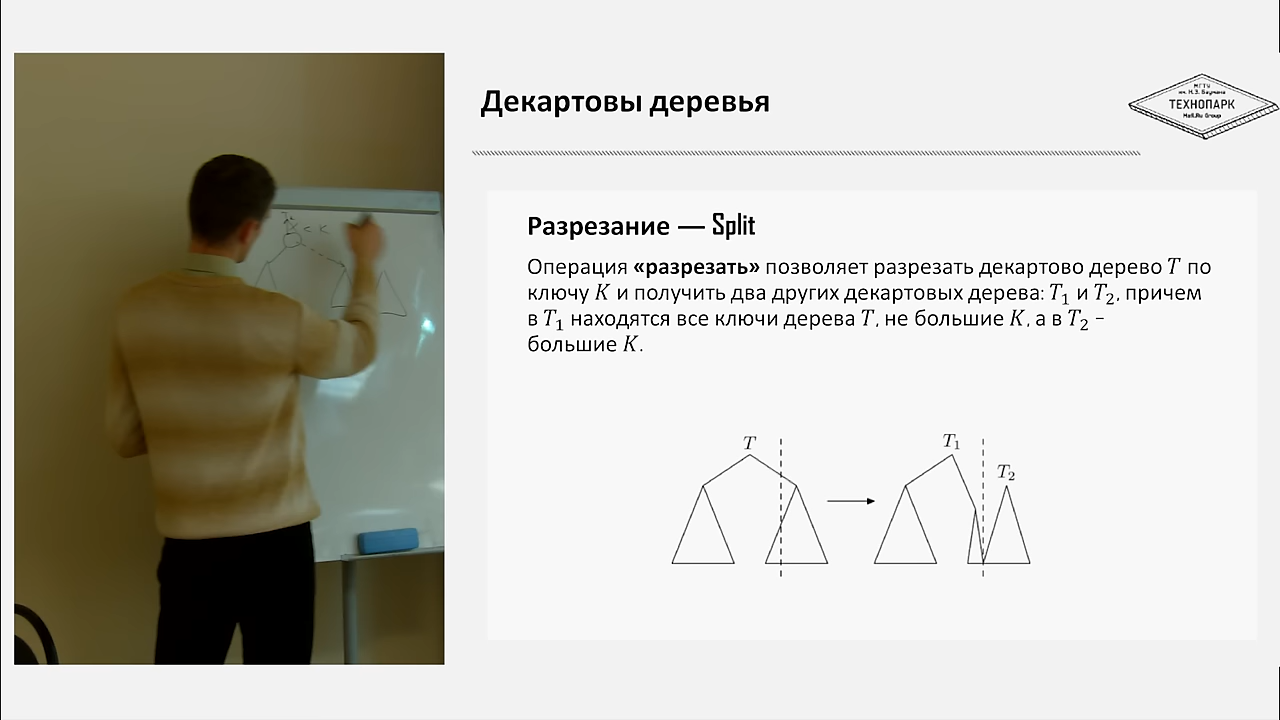 Декартовы деревья
МГТУ
им. Н.Э. Баумана
ТЕХНОПАРК
Mail.Ru Group
Разрезание — Split
Операция «разрезать» позволяет разрезать декартово дерево T по
ключу K и получить два других декартовых дерева: T₁ и T₂, причем
в T₁ находятся все ключи дерева T, не большие K, а в T₂ –
большие K.
T
T₁
T₂
< K